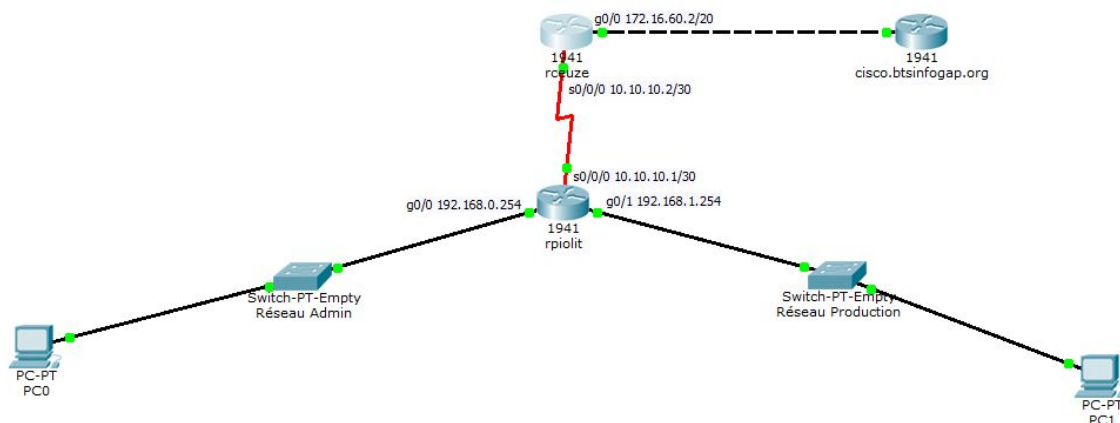 g0/0 172.16.60.2/20
1941
rceuze
1941
cisco.btsinfogap.org
s0/0/0 10.10.10.2/30
s0/0/0 10.10.10.1/30
g0/0 192.168.0.254
g0/1 192.168.1.254
1941
rpiolit
Switch-PT-Empty
Réseau Admin
Switch-PT-Empty
Réseau Production
PC-PT
PC0
PC-PT
PC1